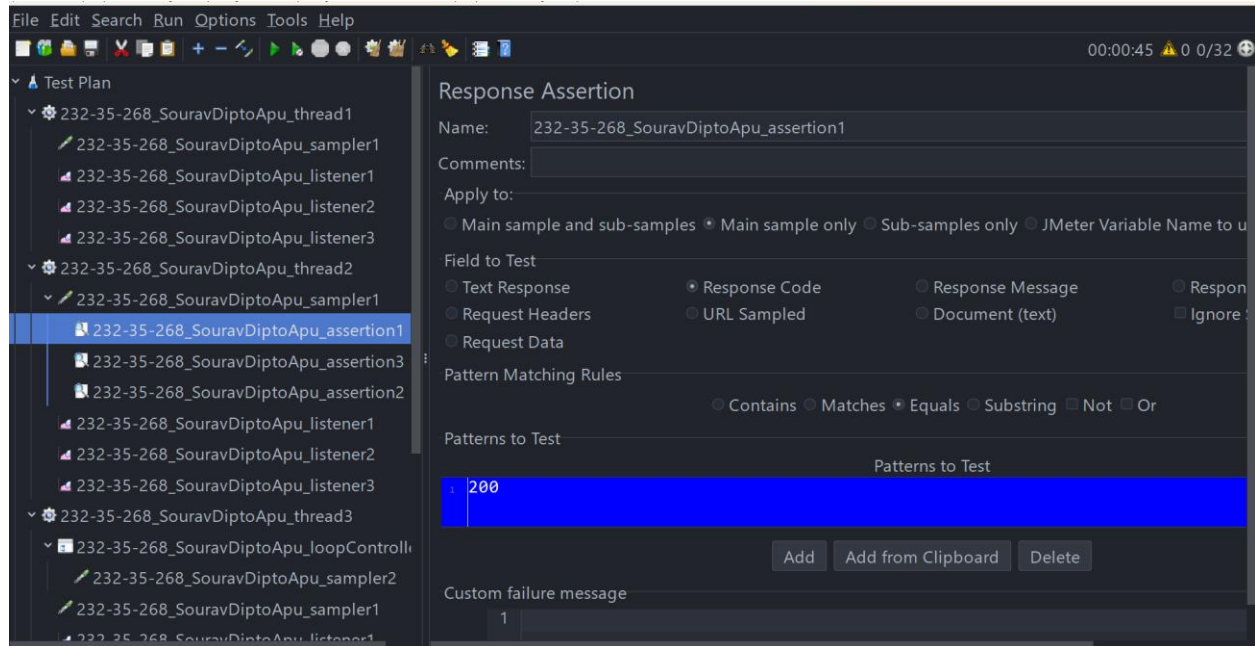 File Edit Search Run Options Tools Help
00:00:45 0 0/32
Test Plan
232-35-268_SouravDiptoApu_thread1
232-35-268_SouravDiptoApu_sampler1
232-35-268_SouravDiptoApu_listener1
232-35-268_SouravDiptoApu_listener2
232-35-268_SouravDiptoApu_listener3
232-35-268_SouravDiptoApu_thread2
232-35-268_SouravDiptoApu_sampler1
232-35-268_SouravDiptoApu_assertion1
232-35-268_SouravDiptoApu_assertion3
232-35-268_SouravDiptoApu_assertion2
232-35-268_SouravDiptoApu_listener1
232-35-268_SouravDiptoApu_listener2
232-35-268_SouravDiptoApu_listener3
232-35-268_SouravDiptoApu_thread3
232-35-268_SouravDiptoApu_loopControlle
232-35-268_SouravDiptoApu_sampler2
232-35-268_SouravDiptoApu_sampler1
232-35-268_SouravDiptoApu_listener1
Response Assertion
Name: 232-35-268_SouravDiptoApu_assertion1
Comments:
Apply to:
Main sample and sub-samples Main sample only Sub-samples only JMeter Variable Name to u
Field to Test
Text Response Response Code Response Message Respon
Request Headers URL Sampled Document (text) Ignore
Request Data
Pattern Matching Rules
Contains Matches Equals Substring Not Or
Patterns to Test
Patterns to Test
1 200
Add Add from Clipboard Delete
Custom failure message
1